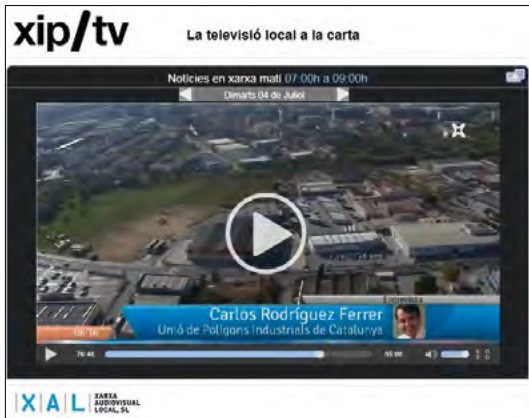 xip/tv
La televisió local a la carta
Notícies en xarxa matí 07:00h a 09:00h
Dimarts 04 de Juliol
Entrevista
Carlos Rodríguez Ferrer
Unió de Polígons Industrials de Catalunya
XAL XARXA
AUDIOVISUAL
LOCAL, SL